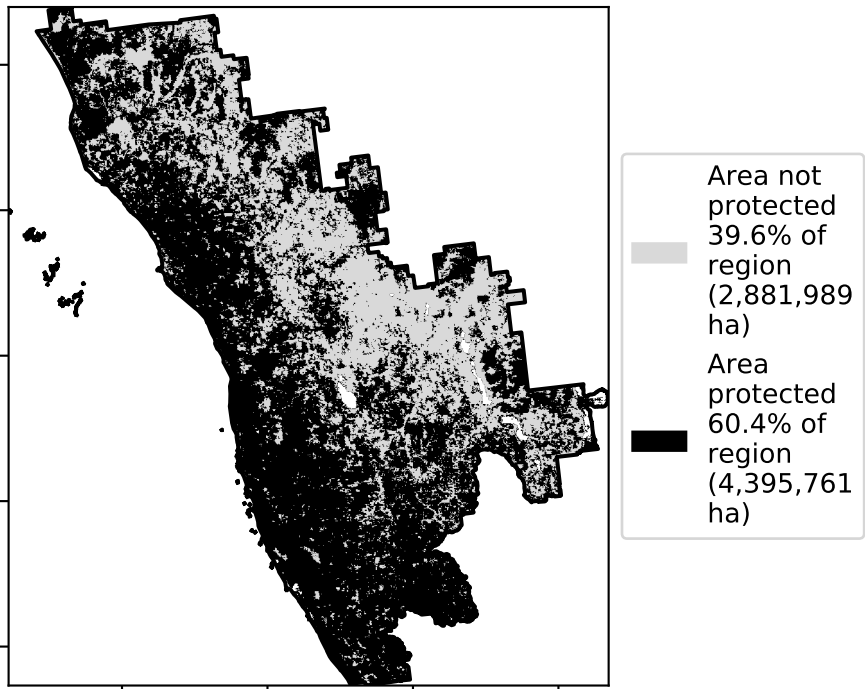 Area not
protected
39.6% of
region
(2,881,989
ha)
Area
protected
60.4% of
region
(4,395,761
ha)